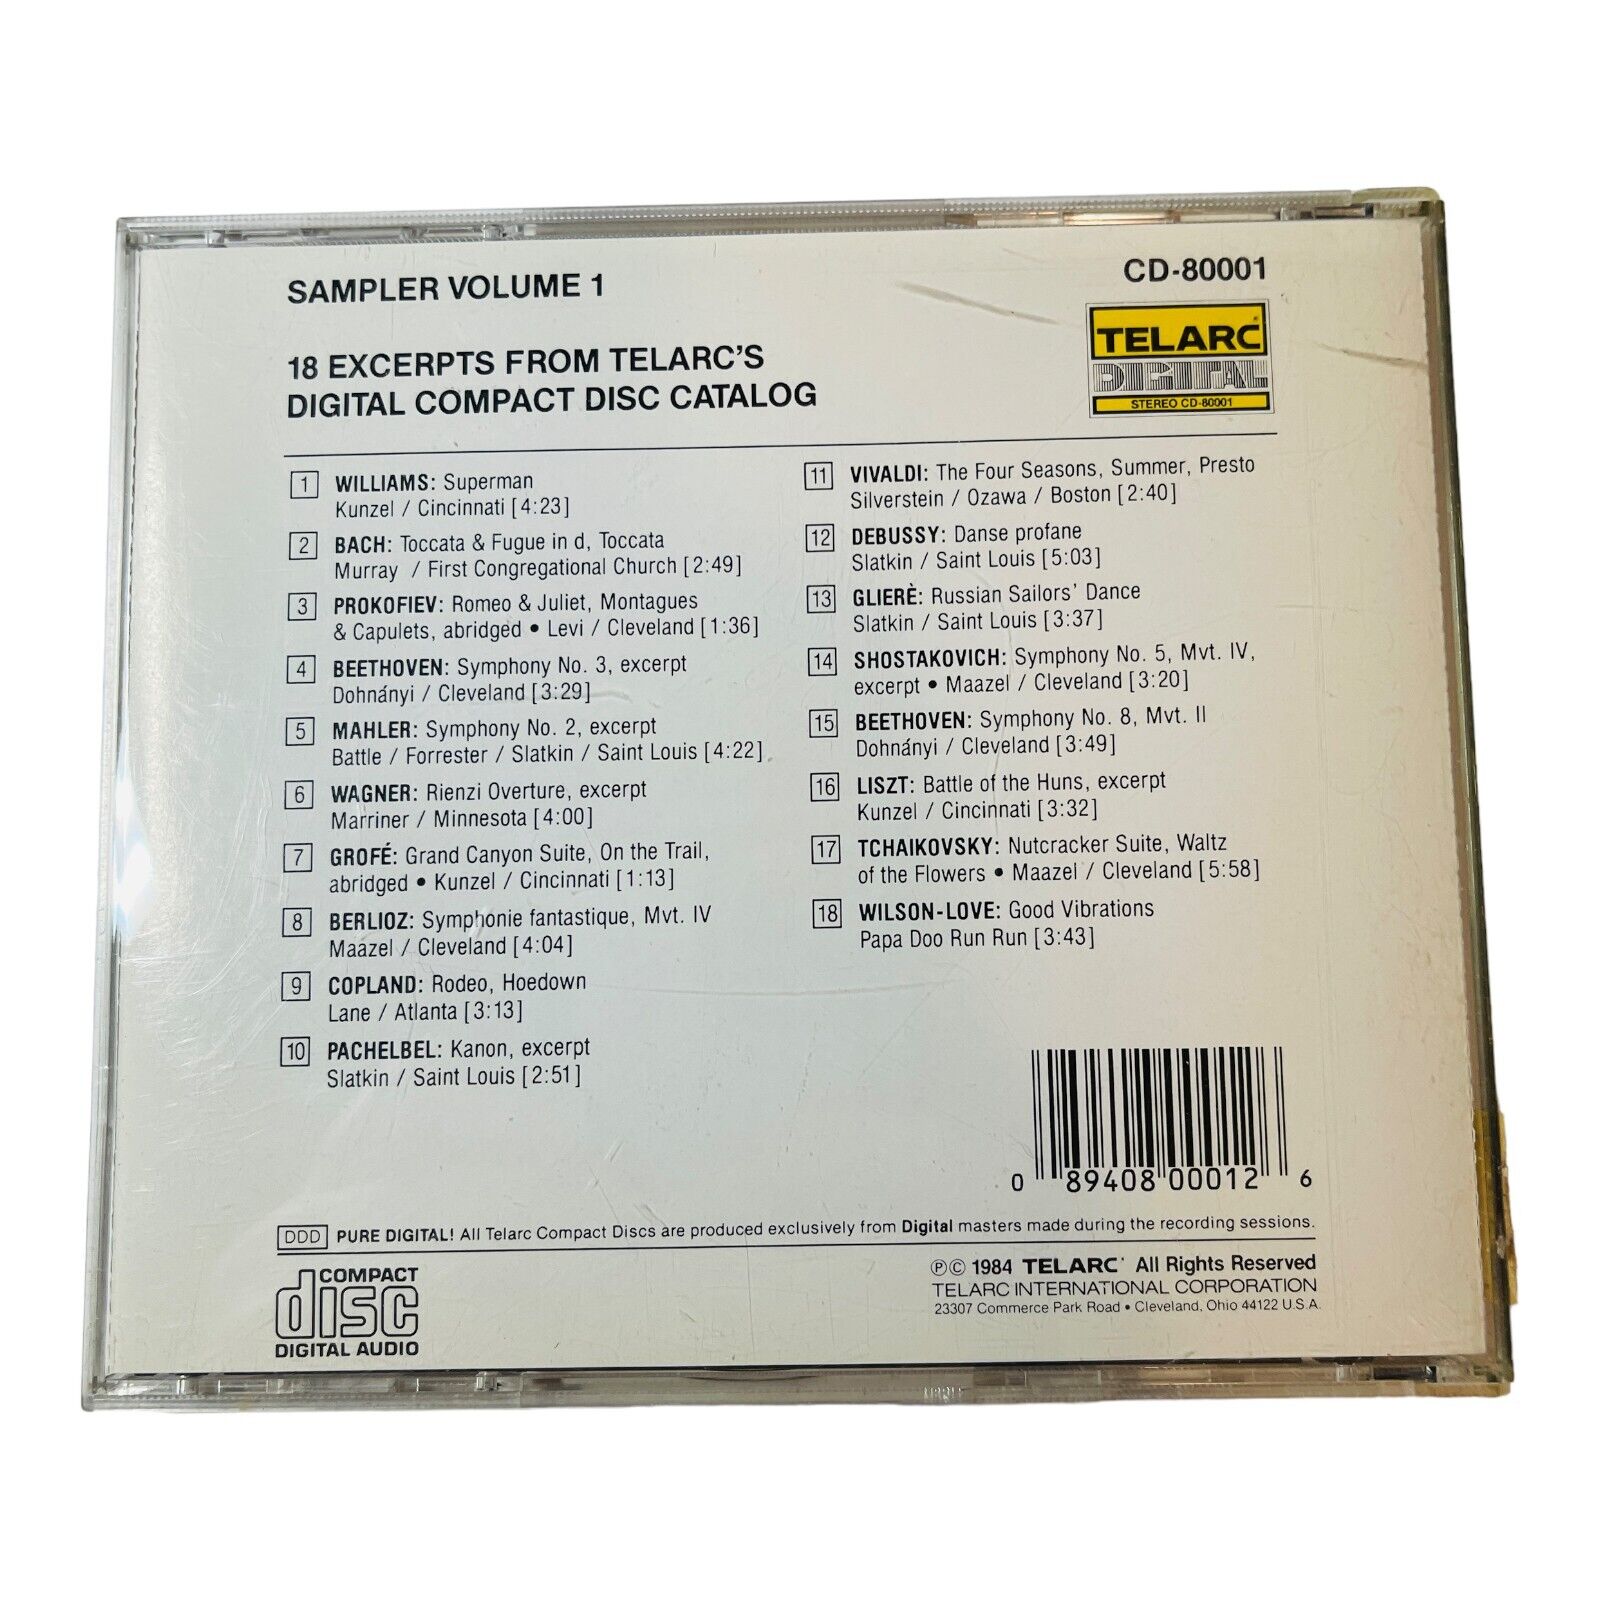 SAMPLER VOLUME 1
CD-80001
18 EXCERPTS FROM TELARC'S
DIGITAL COMPACT DISC CATALOG
TELARC®
DIGITAL
STEREO CD-80001
1 WILLIAMS: Superman
Kunzel / Cincinnati [4:23]
2 BACH: Toccata & Fugue in d, Toccata
Murray / First Congregational Church [2:49]
3 PROKOFIEV: Romeo & Juliet, Montagues
& Capulets, abridged • Levi / Cleveland [1:36]
4 BEETHOVEN: Symphony No. 3, excerpt
Dohnányi / Cleveland [3:29]
5 MAHLER: Symphony No. 2, excerpt
Battle / Forrester / Slatkin / Saint Louis [4:22]
6 WAGNER: Rienzi Overture, excerpt
Marriner / Minnesota [4:00]
7 GROFÉ: Grand Canyon Suite, On the Trail,
abridged • Kunzel / Cincinnati [1:13]
8 BERLIOZ: Symphonie fantastique, Mvt. IV
Maazel / Cleveland [4:04]
9 COPLAND: Rodeo, Hoedown
Lane / Atlanta [3:13]
10 PACHELBEL: Kanon, excerpt
Slatkin / Saint Louis [2:51]
11 VIVALDI: The Four Seasons, Summer, Presto
Silverstein / Ozawa / Boston [2:40]
12 DEBUSSY: Danse profane
Slatkin / Saint Louis [5:03]
13 GLIERÈ: Russian Sailors' Dance
Slatkin / Saint Louis [3:37]
14 SHOSTAKOVICH: Symphony No. 5, Mvt. IV,
excerpt • Maazel / Cleveland [3:20]
15 BEETHOVEN: Symphony No. 8, Mvt. II
Dohnányi / Cleveland [3:49]
16 LISZT: Battle of the Huns, excerpt
Kunzel / Cincinnati [3:32]
17 TCHAIKOVSKY: Nutcracker Suite, Waltz
of the Flowers • Maazel / Cleveland [5:58]
18 WILSON-LOVE: Good Vibrations
Papa Doo Run Run [3:43]
0 89408 00012 6
DDD PURE DIGITAL! All Telarc Compact Discs are produced exclusively from Digital masters made during the recording sessions.
COMPACT
disc
DIGITAL AUDIO
℗© 1984 TELARC® All Rights Reserved
TELARC INTERNATIONAL CORPORATION
23307 Commerce Park Road • Cleveland, Ohio 44122 U.S.A.